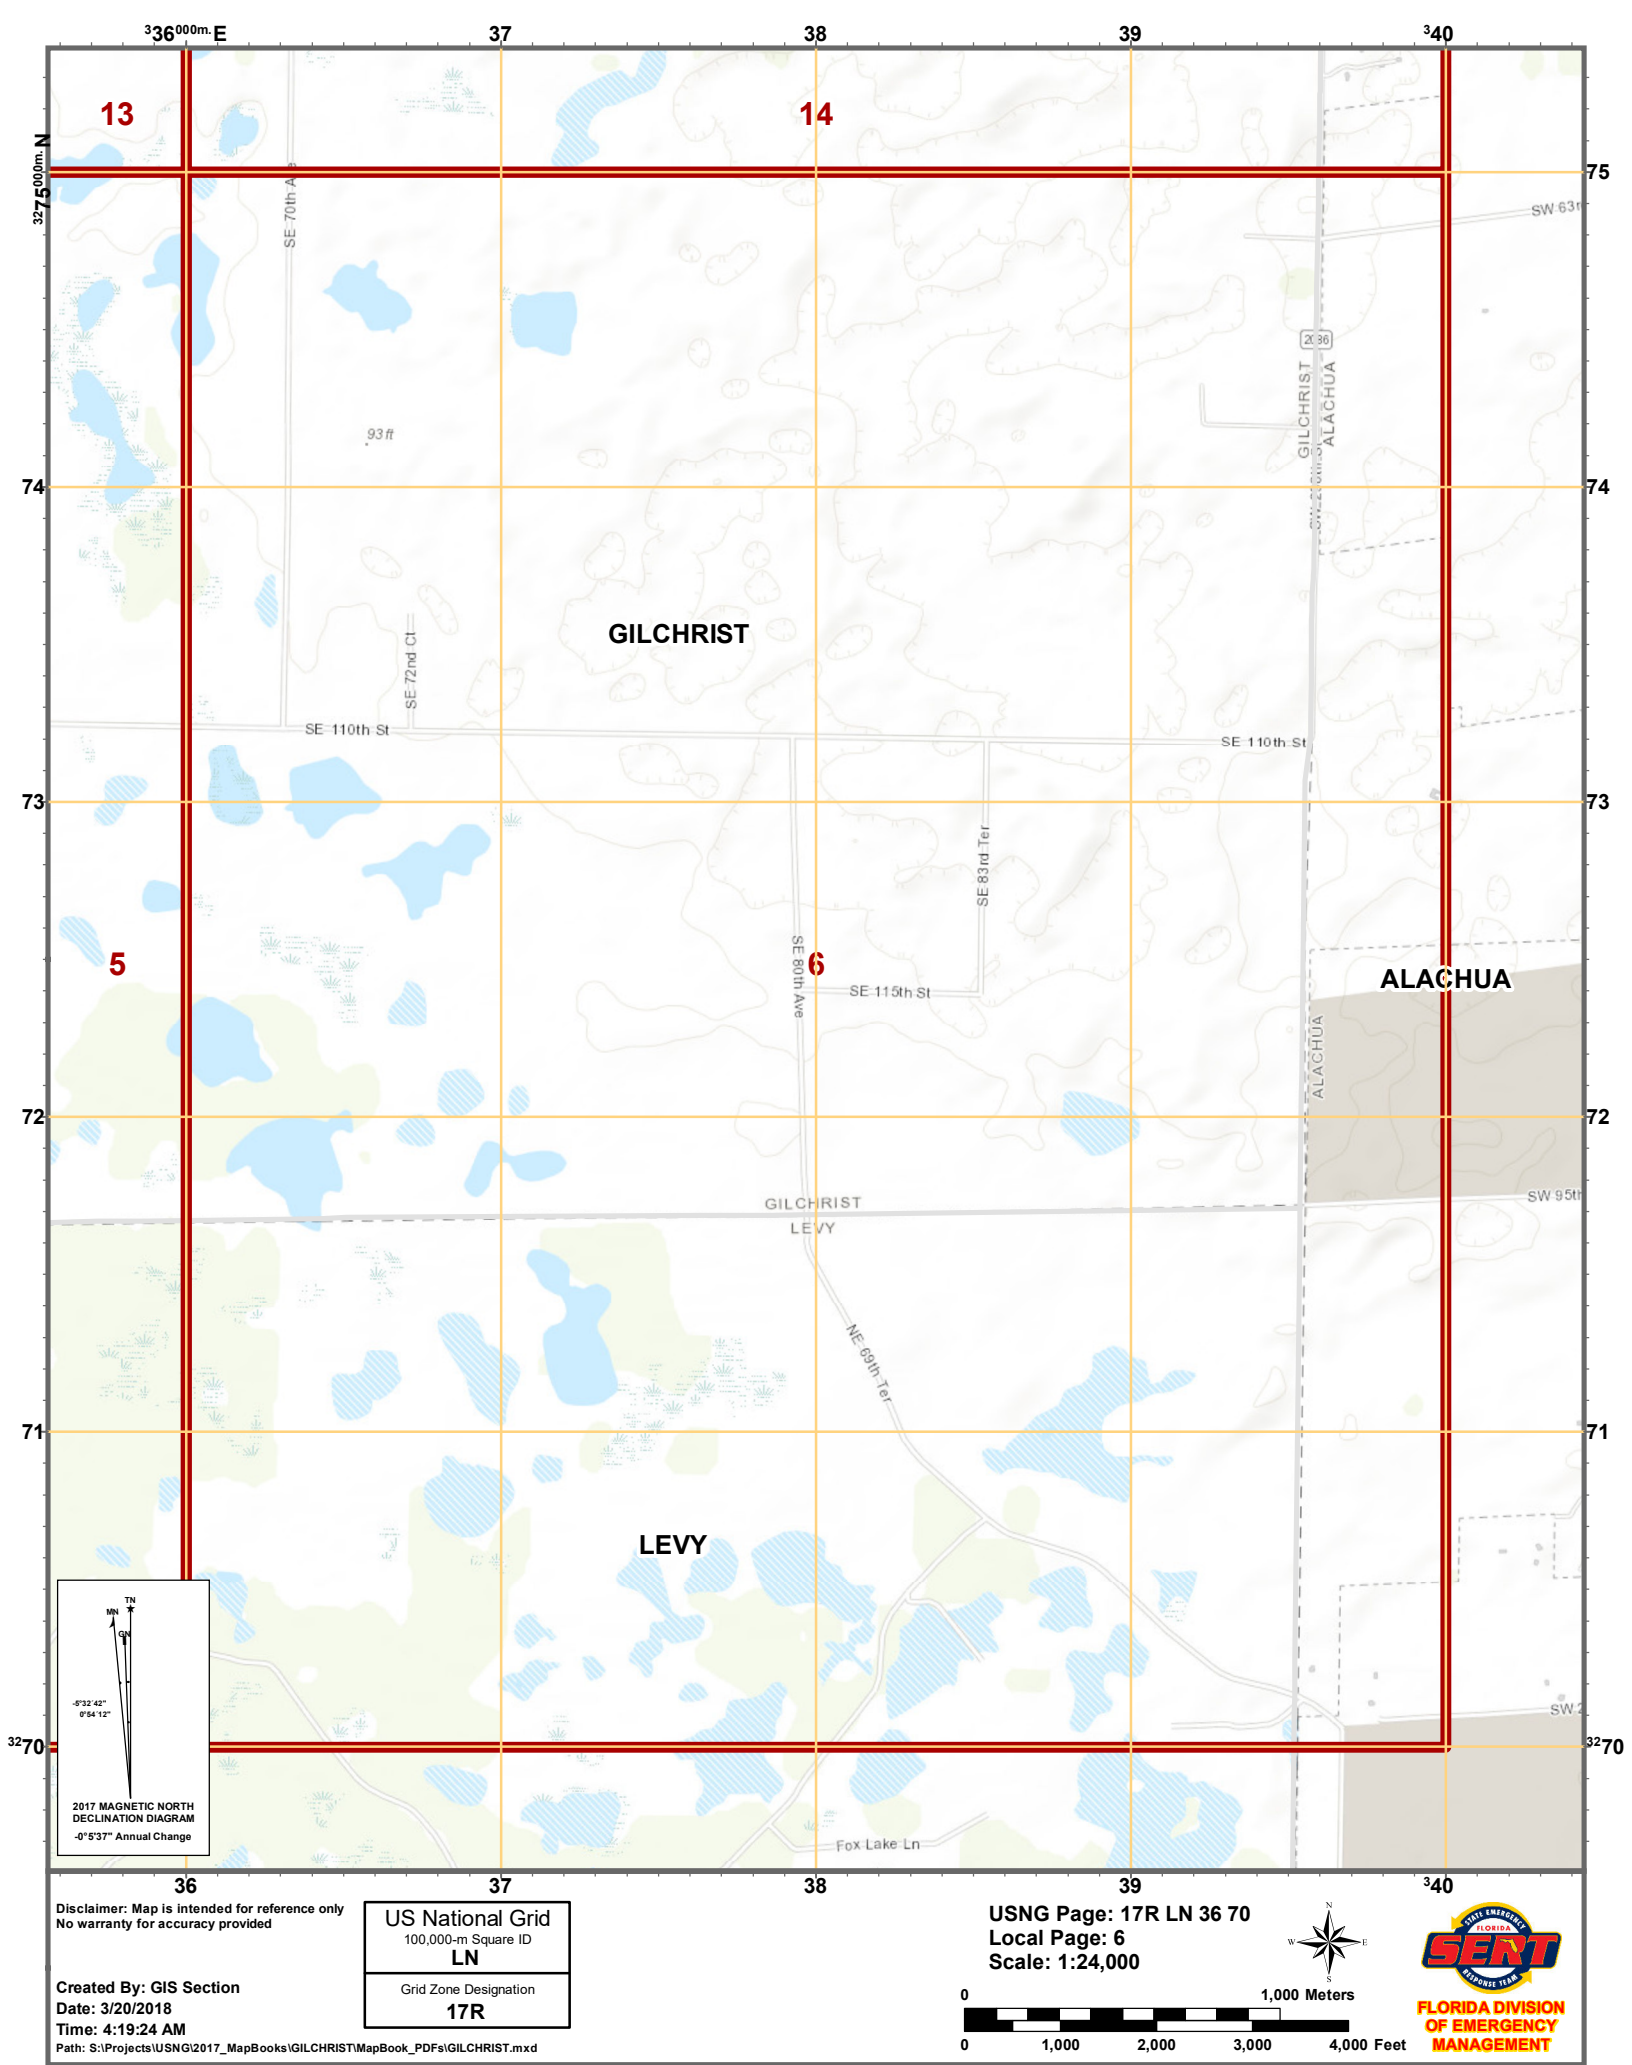 336000m.E 37 38 39 340
13 14
3275000m.N 75
SE 70th A e
SW 63r
2036
GILCHRIST
ALACHUA
93 ft
74 74
GILCHRIST
SE 72nd Ct
SE 110th St SE 110th St
73 73
SE 83rd Ter
5 6
SE 80th Ave
SE 115th St
ALACHUA
ALACHUA
72 72
SW 95th
GILCHRIST
LEVY
NE 69th Ter
71 71
LEVY
TN
MN
GN
-5°32'42"
0°54'12"
2017 MAGNETIC NORTH
DECLINATION DIAGRAM
-0°5'37" Annual Change
SW 2
3270 3270
Fox Lake Ln
36 37 38 39 340
Disclaimer: Map is intended for reference only
No warranty for accuracy provided
Created By: GIS Section
Date: 3/20/2018
Time: 4:19:24 AM
Path: S:\Projects\USNG\2017_MapBooks\GILCHRIST\MapBook_PDFs\GILCHRIST.mxd
US National Grid
100,000-m Square ID
LN
Grid Zone Designation
17R
USNG Page: 17R LN 36 70
Local Page: 6
Scale: 1:24,000
N
W E
S
0 1,000 Meters
0 1,000 2,000 3,000 4,000 Feet
STATE EMERGENCY
FLORIDA
SERT
RESPONSE TEAM
FLORIDA DIVISION
OF EMERGENCY
MANAGEMENT